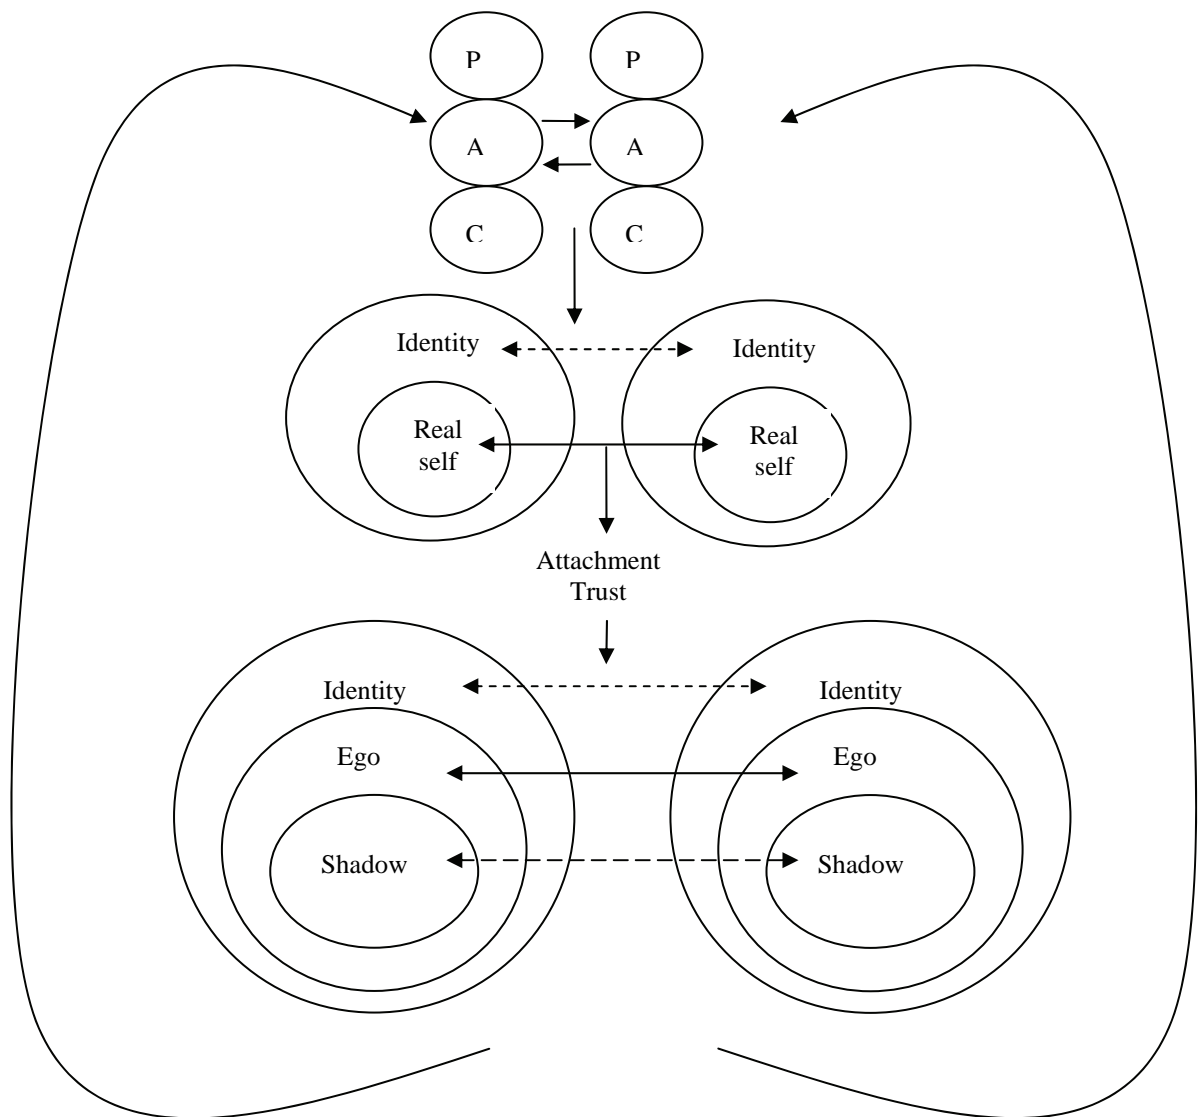 P P
A A
C C
Identity Identity
Real Real
self self
Attachment
Trust
Identity Identity
Ego Ego
Shadow Shadow